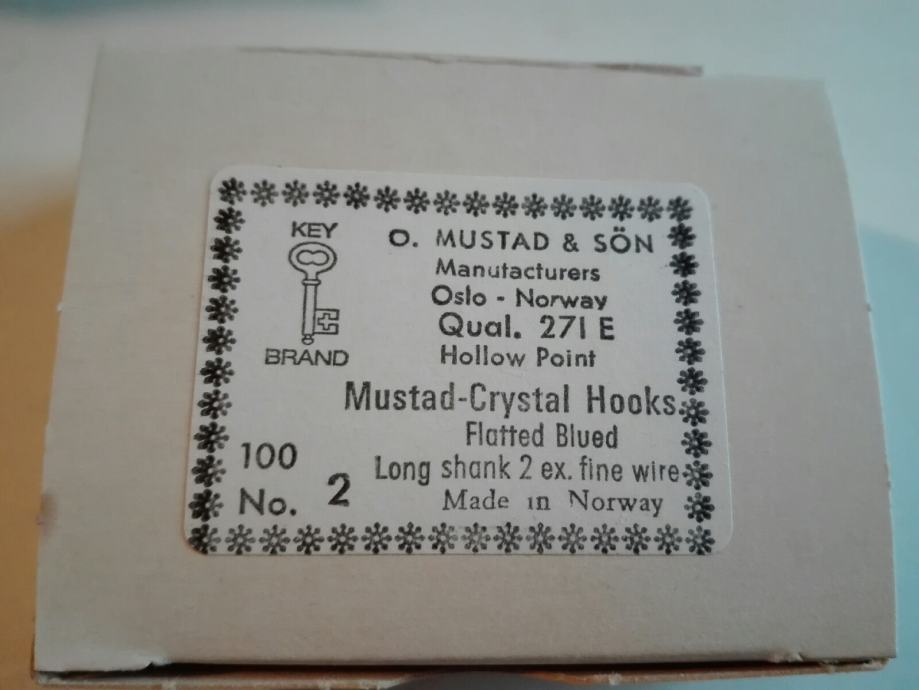 KEY
BRAND
O. MUSTAD & SÖN
Manufacturers
Oslo - Norway
Qual. 271 E
Hollow Point
Mustad-Crystal Hooks
Flatted Blued
100
Long shank 2 ex. fine wire
No. 2
Made in Norway